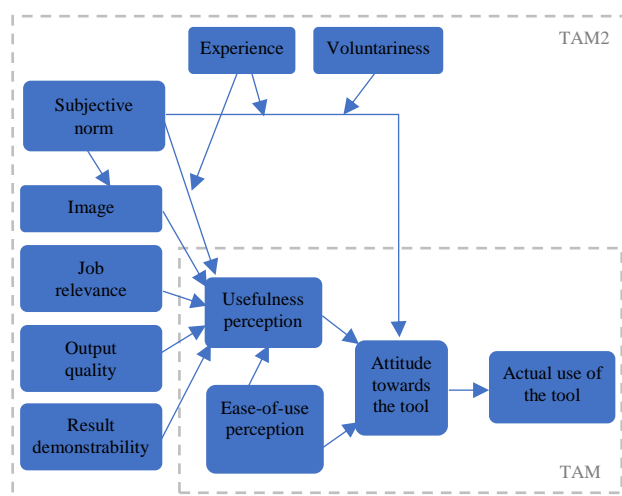 TAM2
Experience
Voluntariness
Subjective
norm
Image
Job
relevance
Usefulness
perception
Output
quality
Attitude
towards
the tool
Actual use of
the tool
Ease-of-use
perception
Result
demonstrability
TAM